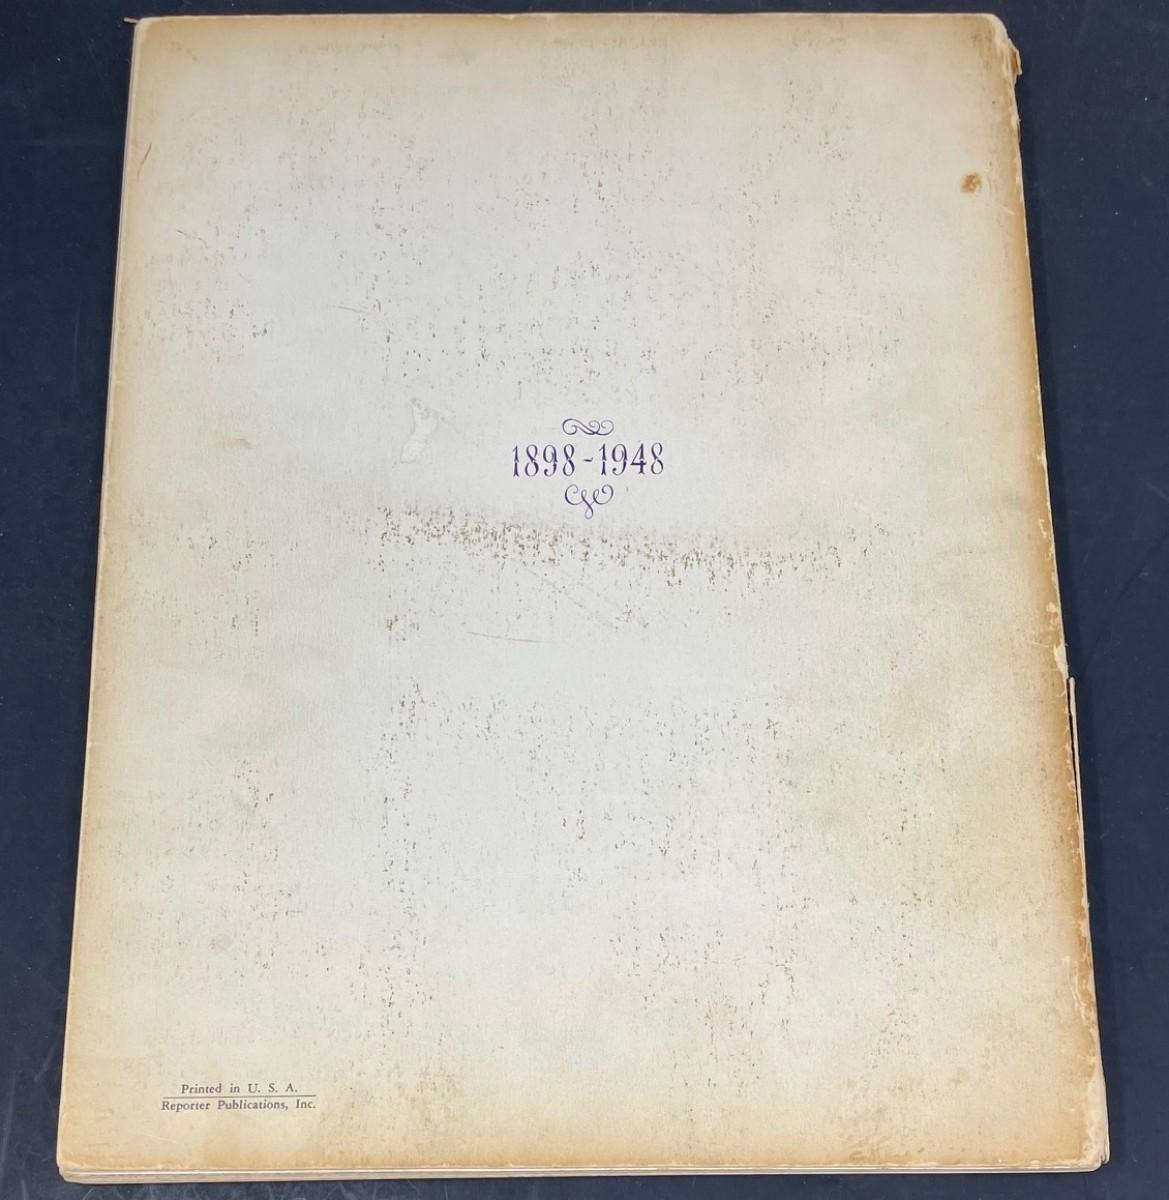 1898-1948
Printed in U. S. A.
Reporter Publications, Inc.